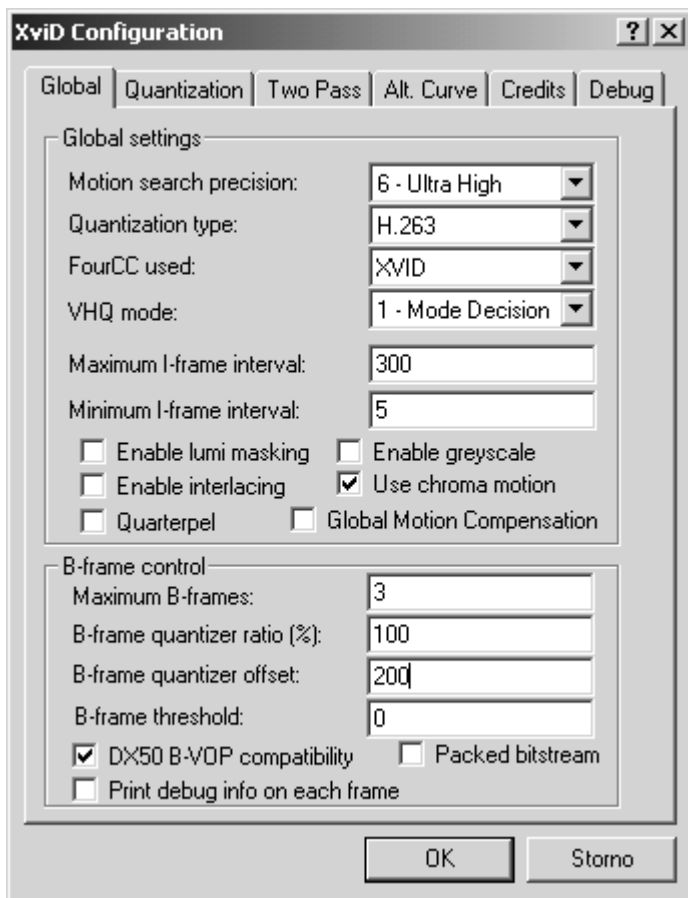 XviD Configuration
Global Quantization Two Pass Alt. Curve Credits Debug
Global settings
Motion search precision: 6 - Ultra High
Quantization type: H.263
FourCC used: XVID
VHQ mode: 1 - Mode Decision
Maximum I-frame interval: 300
Minimum I-frame interval: 5
Enable lumi masking Enable greyscale
Enable interlacing Use chroma motion
Quarterpel Global Motion Compensation
B-frame control
Maximum B-frames: 3
B-frame quantizer ratio (%): 100
B-frame quantizer offset: 200
B-frame threshold: 0
DX50 B-VOP compatibility Packed bitstream
Print debug info on each frame
OK Storno